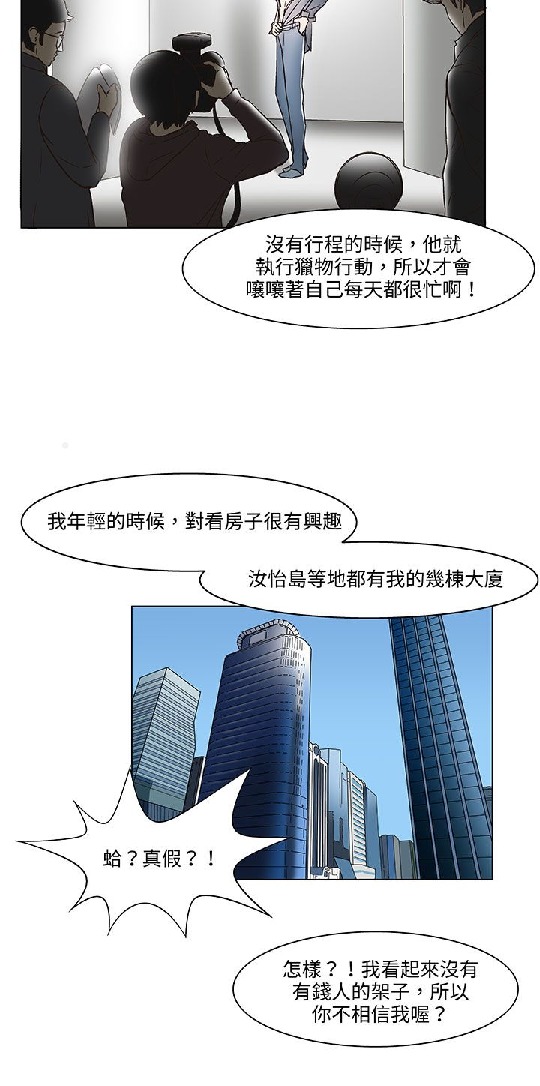 沒有行程的時候，他就
執行獵物行動，所以才會
嚷嚷著自己每天都很忙啊！
我年輕的時候，對看房子很有興趣
汝怡島等地都有我的幾棟大廈
蛤？真假？！
怎樣？！我看起來沒有
有錢人的架子，所以
你不相信我喔？